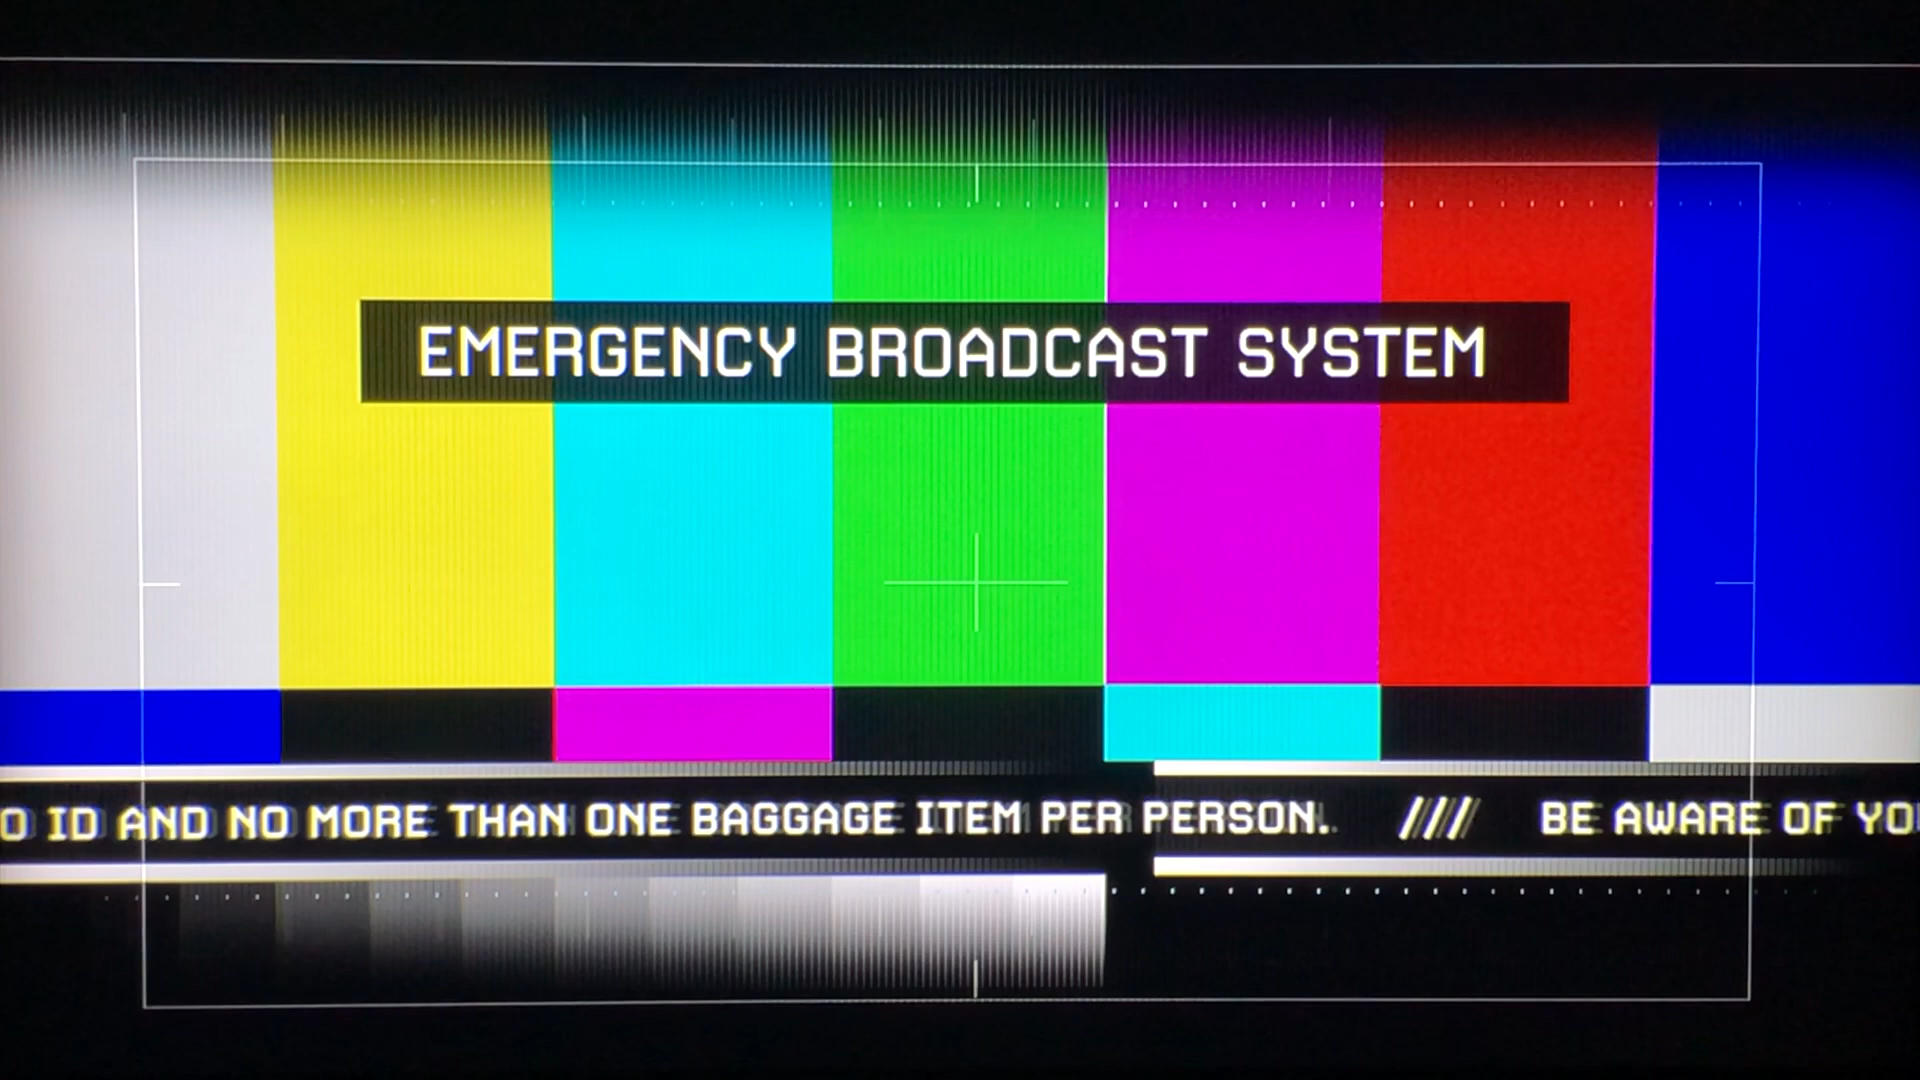 EMERGENCY BROADCAST SYSTEM
ID AND NO MORE THAN ONE BAGGAGE ITEM PER PERSON. //// BE AWARE OF